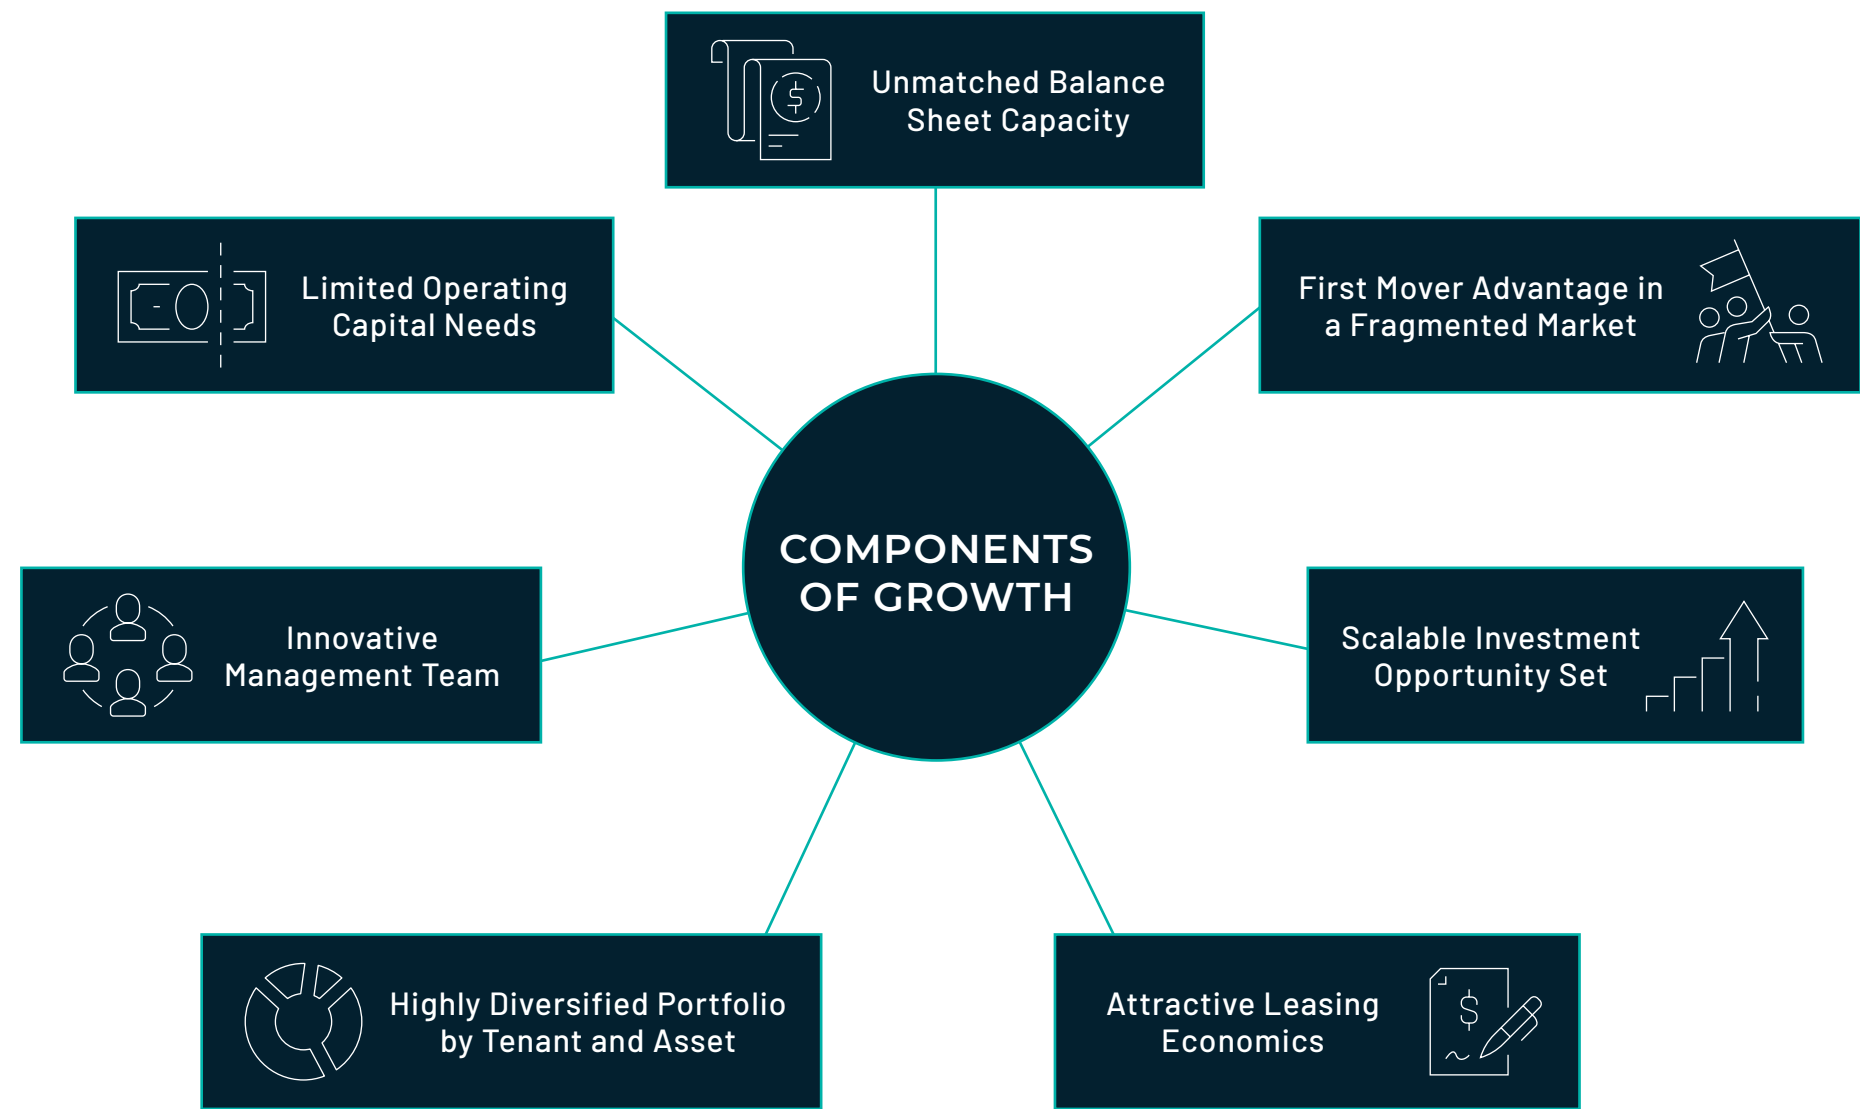 Unmatched Balance
Sheet Capacity
Limited Operating
Capital Needs
First Mover Advantage in
a Fragmented Market
COMPONENTS
OF GROWTH
Innovative
Management Team
Scalable Investment
Opportunity Set
Highly Diversified Portfolio
by Tenant and Asset
Attractive Leasing
Economics